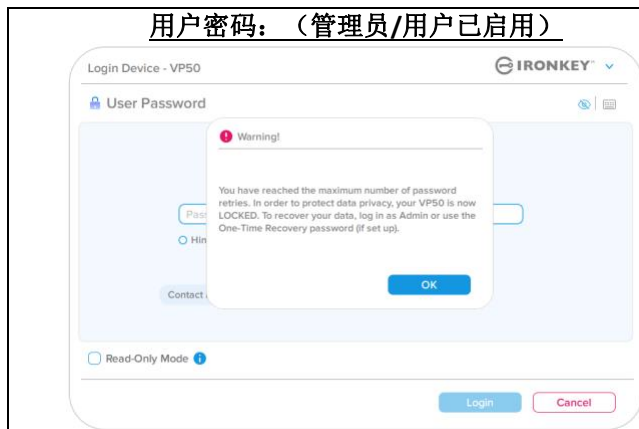 用户密码：（管理员/用户已启用）
Login Device - VP50
IRONKEY™
User Password
Warning!
You have reached the maximum number of password
retries. In order to protect data privacy, your VP50 is now
LOCKED. To recover your data, log in as Admin or use the
One-Time Recovery password (if set up).
Pas
Hin
OK
Contact
Read-Only Mode
Login
Cancel